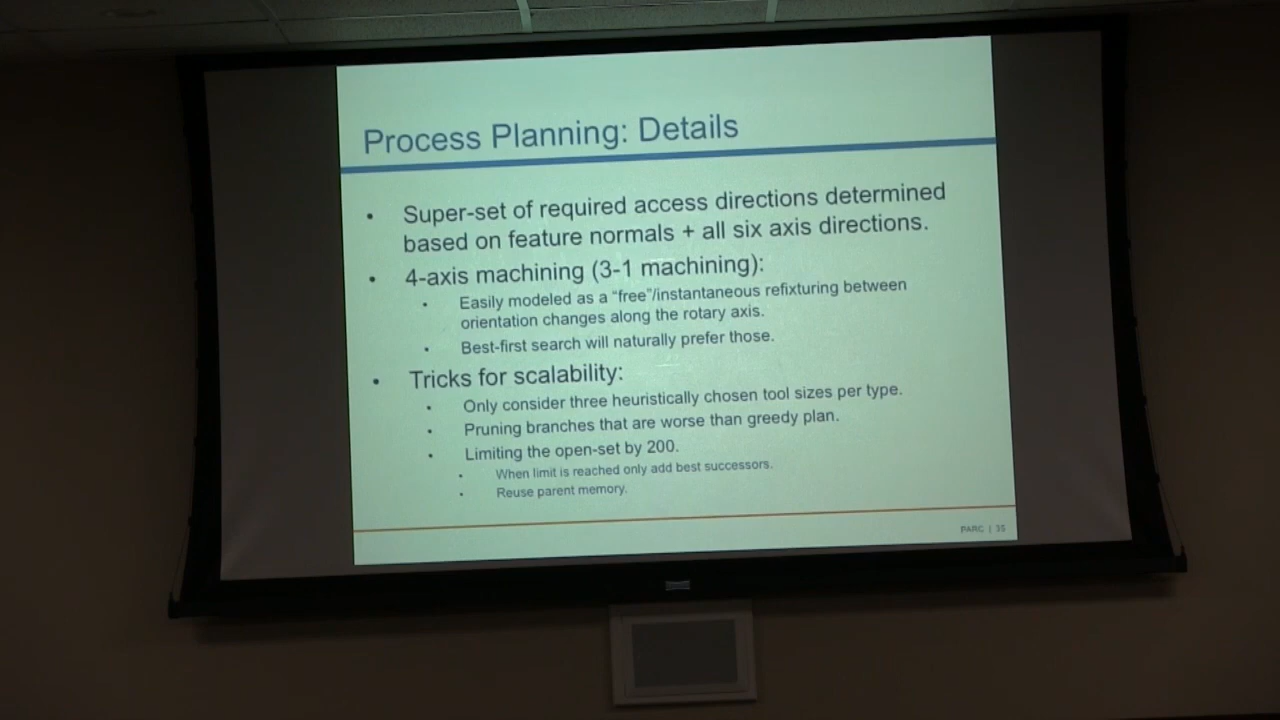 Process Planning: Details
• Super-set of required access directions determined
based on feature normals + all six axis directions.
• 4-axis machining (3-1 machining):
• Easily modeled as a "free"/instantaneous refixturing between
orientation changes along the rotary axis.
• Best-first search will naturally prefer those.
• Tricks for scalability:
• Only consider three heuristically chosen tool sizes per type.
• Pruning branches that are worse than greedy plan.
• Limiting the open-set by 200.
• When limit is reached only add best successors.
• Reuse parent memory.
PARC | 35